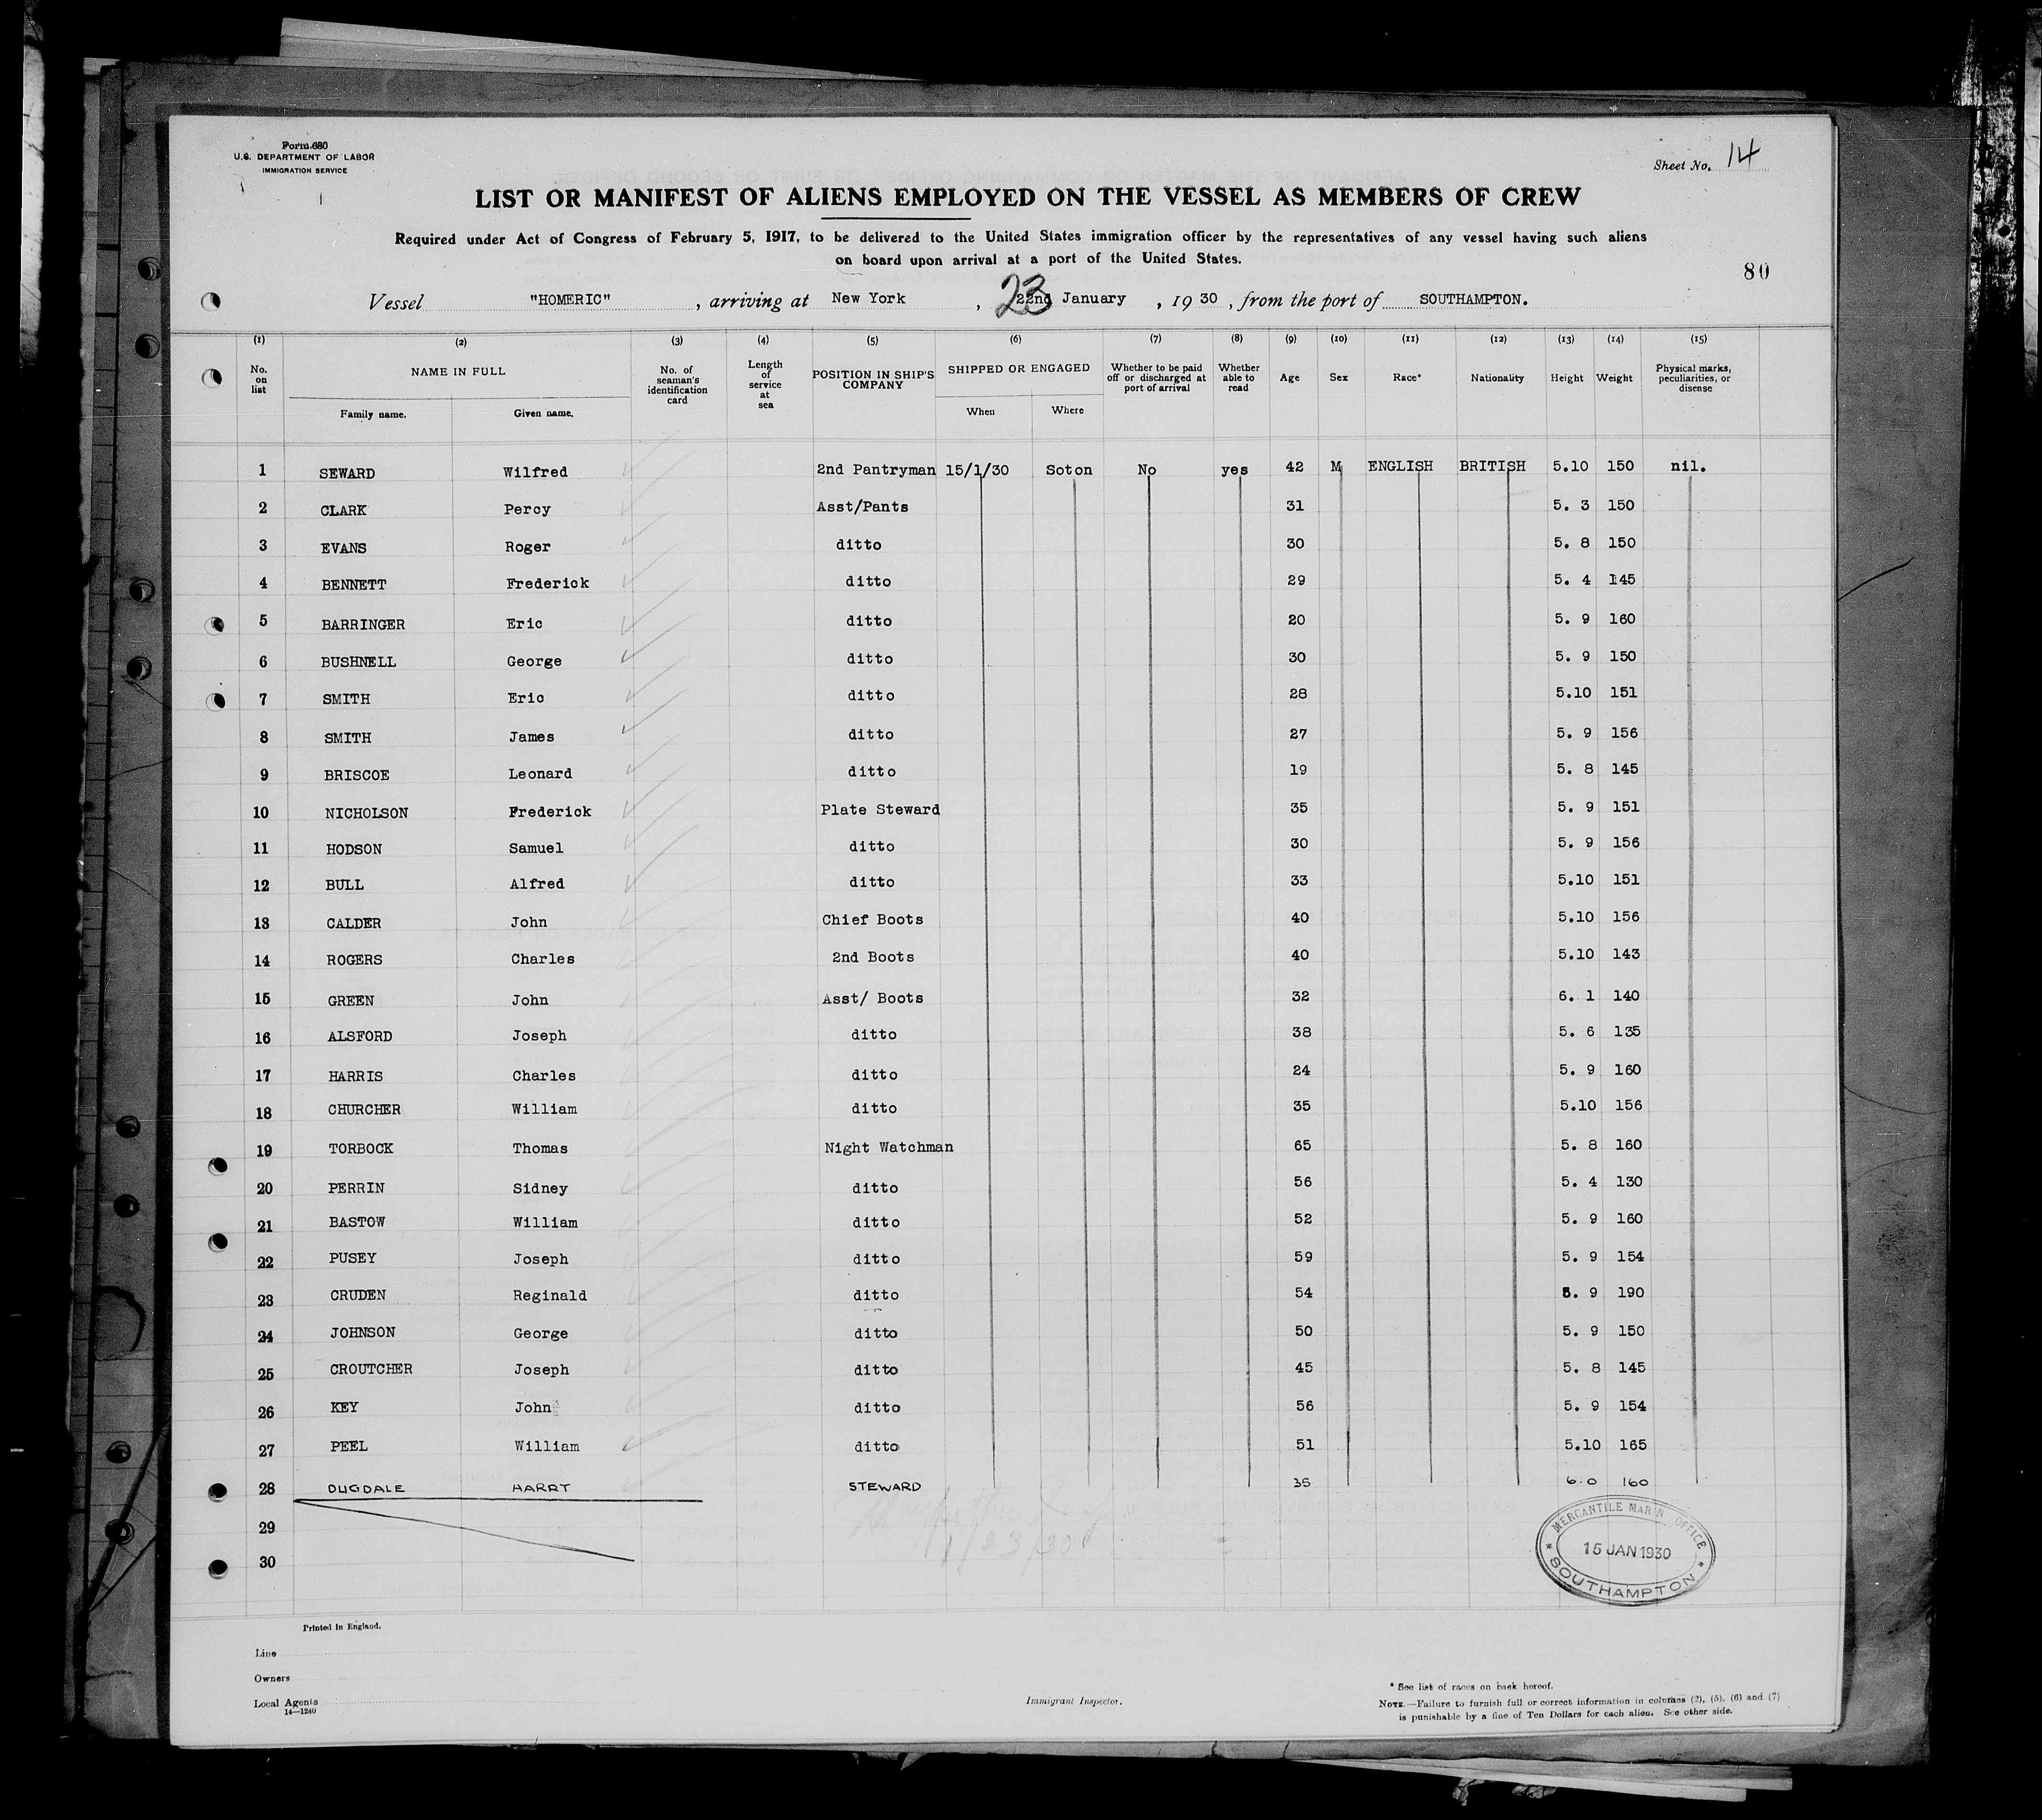 Form 680
U.S. DEPARTMENT OF LABOR
IMMIGRATION SERVICE
Sheet No. 14
LIST OR MANIFEST OF ALIENS EMPLOYED ON THE VESSEL AS MEMBERS OF CREW
Required under Act of Congress of February 5, 1917, to be delivered to the United States immigration officer by the representatives of any vessel having such aliens
on board upon arrival at a port of the United States.
80
Vessel "HOMERIC", arriving at New York, 23 22nd January, 1930, from the port of SOUTHAMPTON.
(1) (2) (3) (4) (5) (6) (7) (8) (9) (10) (11) (12) (13) (14) (15)
No. on list NAME IN FULL No. of seaman's identification card Length of service at sea POSITION IN SHIP'S COMPANY SHIPPED OR ENGAGED Whether to be paid off or discharged at port of arrival Whether able to read Age Sex Race* Nationality Height Weight Physical marks, peculiarities, or disease
Family name. Given name. When Where
1 SEWARD Wilfred 2nd Pantryman 15/1/30 Soton No yes 42 M ENGLISH BRITISH 5.10 150 nil.
2 CLARK Percy Asst/Pants 31 5. 3 150
3 EVANS Roger ditto 30 5. 8 150
4 BENNETT Frederick ditto 29 5. 4 145
5 BARRINGER Eric ditto 20 5. 9 160
6 BUSHNELL George ditto 30 5. 9 150
7 SMITH Eric ditto 28 5.10 151
8 SMITH James ditto 27 5. 9 156
9 BRISCOE Leonard ditto 19 5. 8 145
10 NICHOLSON Frederick Plate Steward 35 5. 9 151
11 HODSON Samuel ditto 30 5. 9 156
12 BULL Alfred ditto 33 5.10 151
13 CALDER John Chief Boots 40 5.10 156
14 ROGERS Charles 2nd Boots 40 5.10 143
15 GREEN John Asst/ Boots 32 6. 1 140
16 ALSFORD Joseph ditto 38 5. 6 135
17 HARRIS Charles ditto 24 5. 9 160
18 CHURCHER William ditto 35 5.10 156
19 TORBOCK Thomas Night Watchman 65 5. 8 160
20 PERRIN Sidney ditto 56 5. 4 130
21 BASTOW William ditto 52 5. 9 160
22 PUSEY Joseph ditto 59 5. 9 154
23 CRUDEN Reginald ditto 54 5. 9 190
24 JOHNSON George ditto 50 5. 9 150
25 CROUTCHER Joseph ditto 45 5. 8 145
26 KEY John ditto 56 5. 9 154
27 PEEL William ditto 51 5.10 165
28 DUGDALE HARRY STEWARD 35 6.0 160
29
30
1/23/30
MERCANTILE MARINE OFFICE
15 JAN 1930
SOUTHAMPTON
Printed in England.
Line
Owners
Local Agents
14—1240
Immigrant Inspector.
* See list of races on back hereof.
NOTE.—Failure to furnish full or correct information in columns (2), (5), (6) and (7)
is punishable by a fine of Ten Dollars for each alien. See other side.